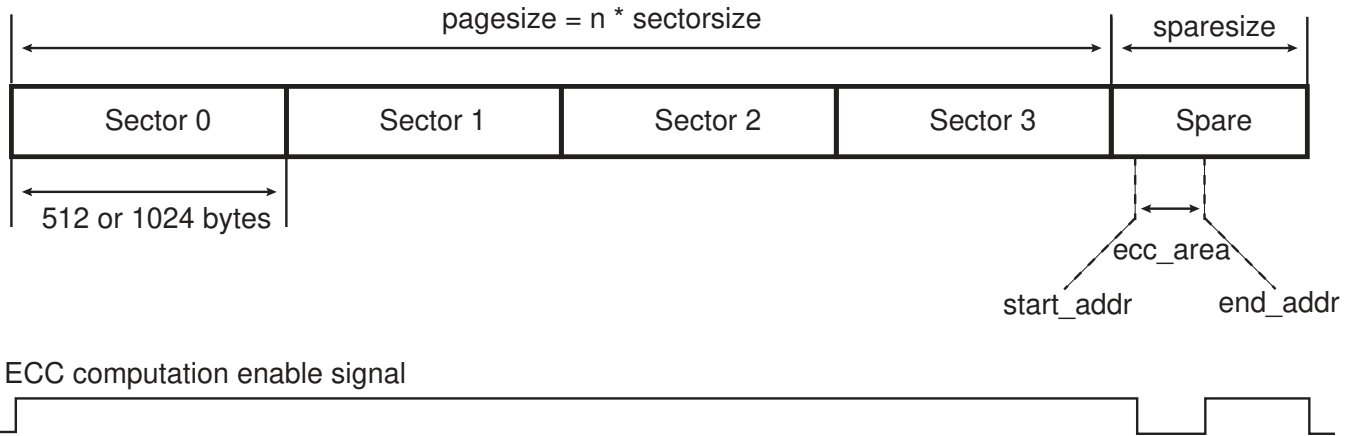 pagesize = n * sectorsize
sparesize
Sector 0
Sector 1
Sector 2
Sector 3
Spare
512 or 1024 bytes
ecc_area
start_addr
end_addr
ECC computation enable signal